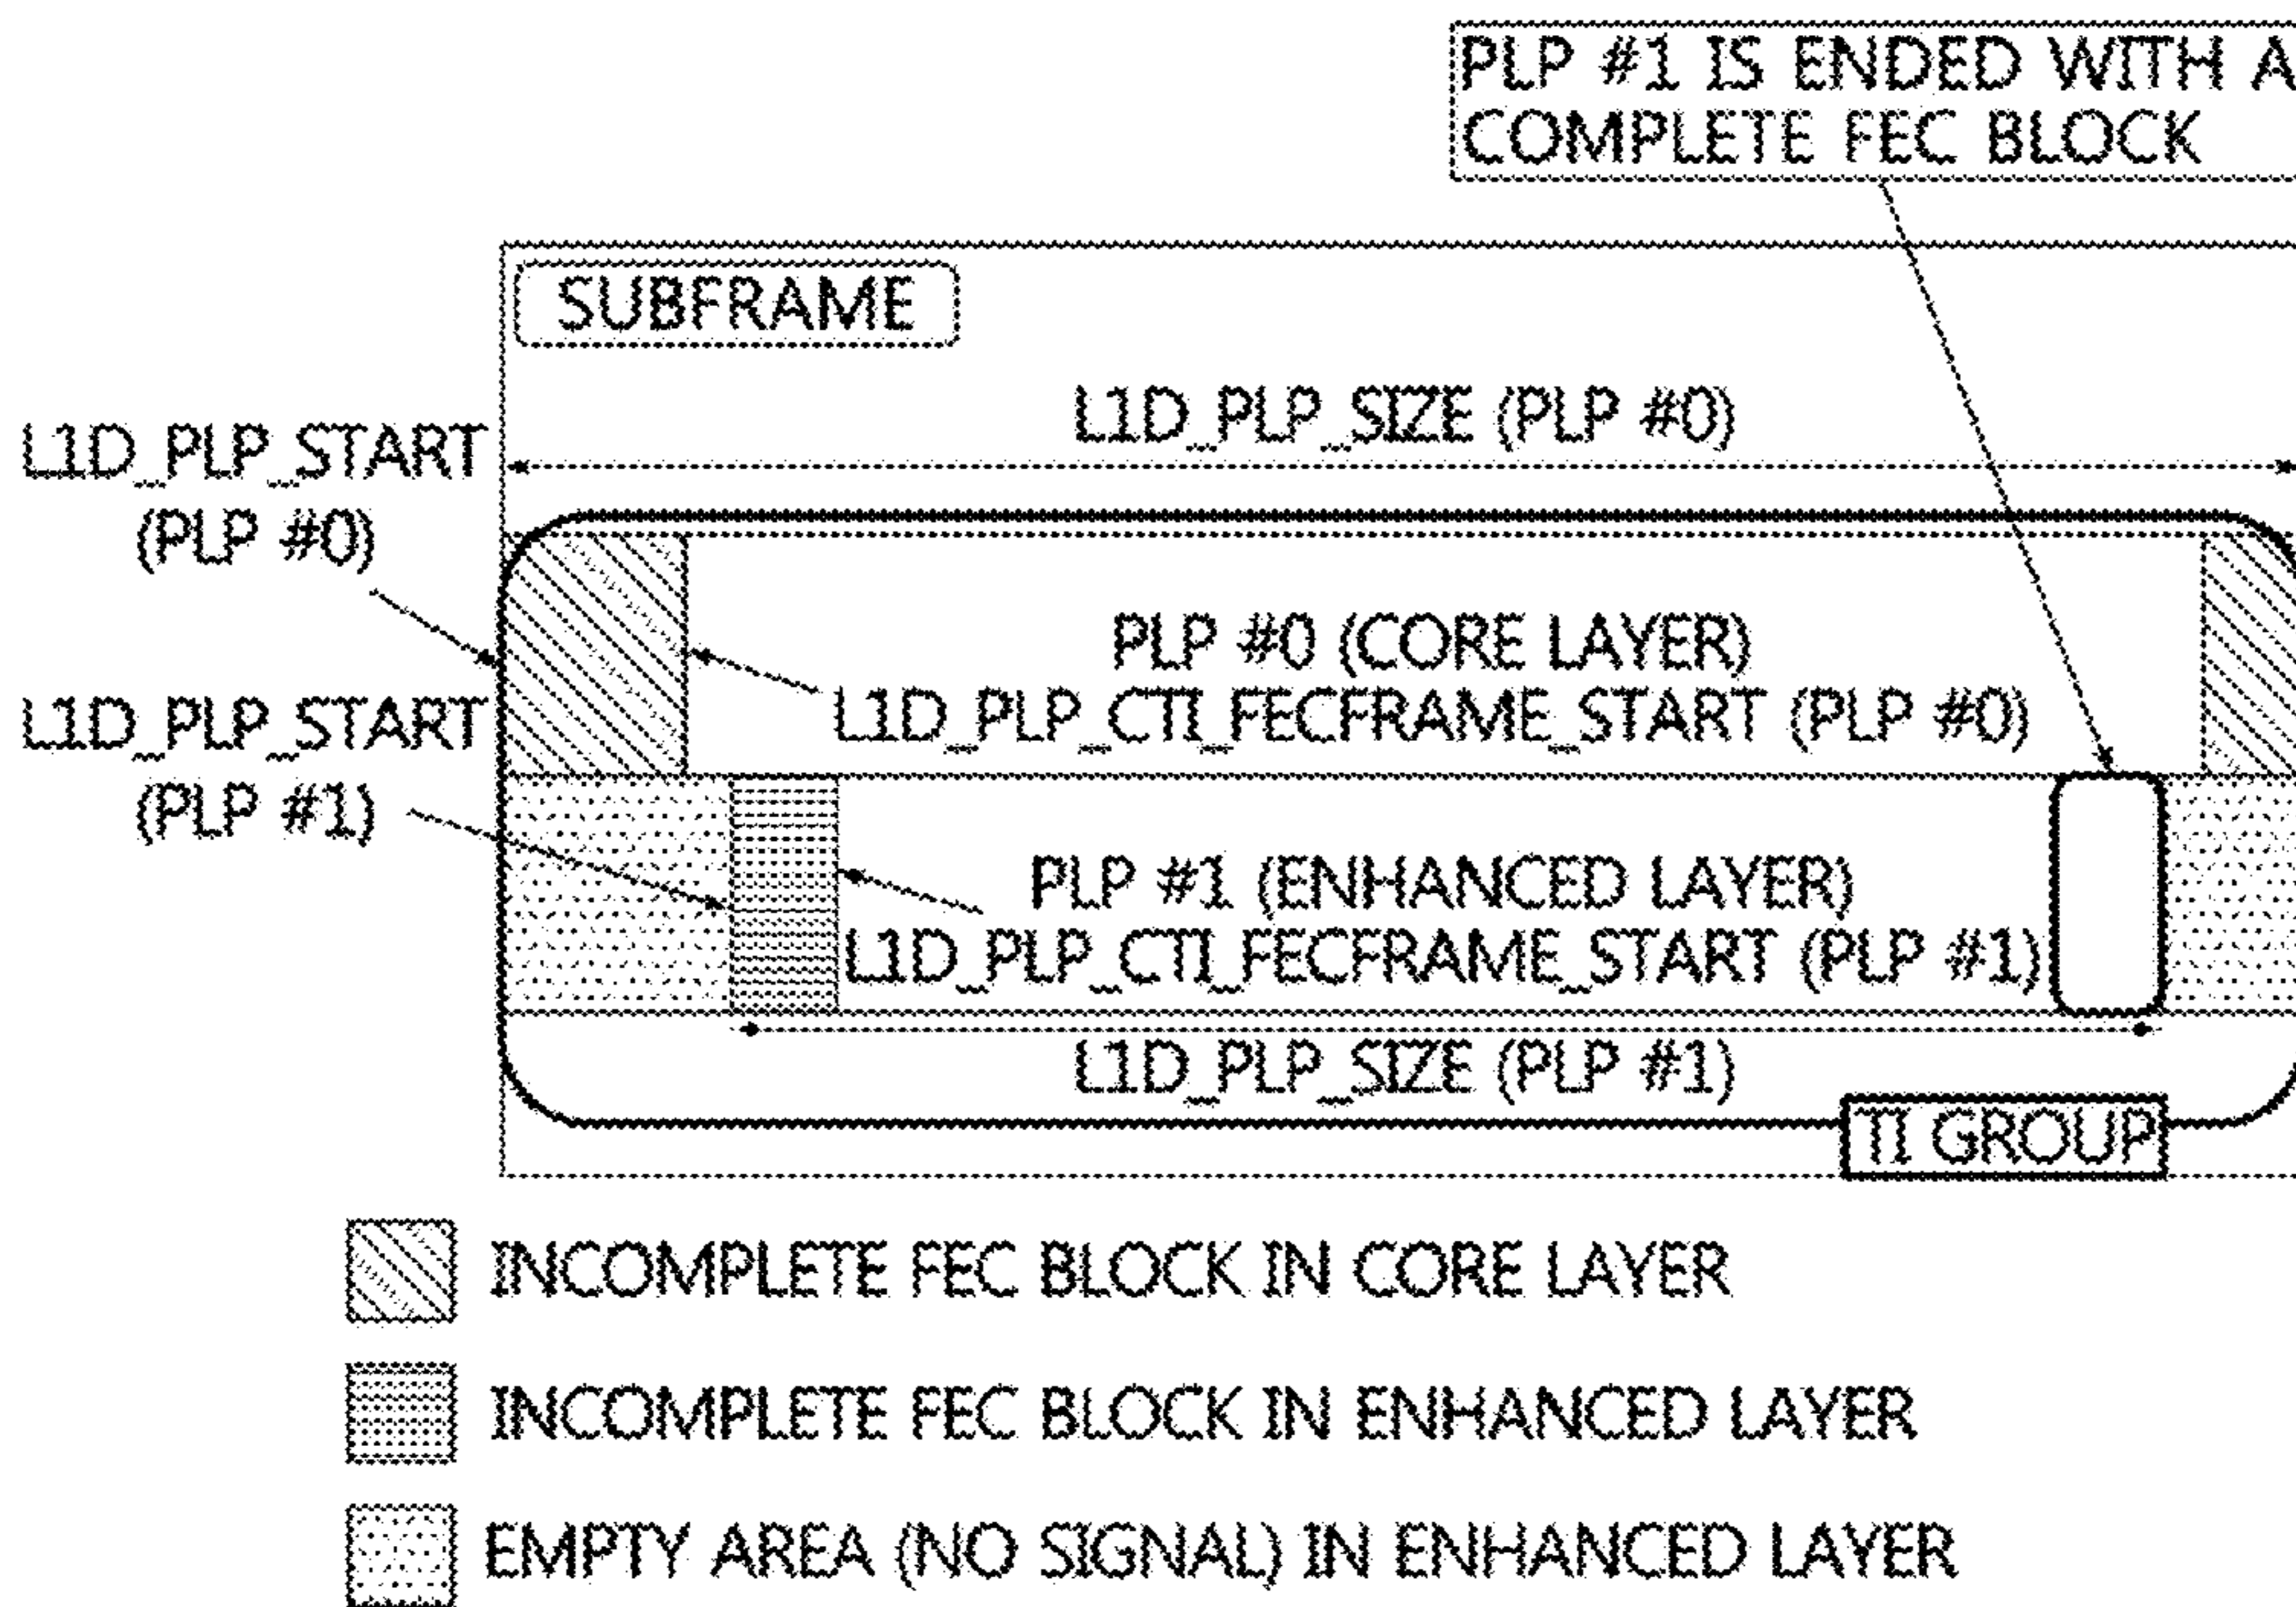 PLP #1 IS ENDED WITH A
COMPLETE FEC BLOCK
SUBFRAME
L1D_PLP_SIZE (PLP #0)
L1D_PLP_START
(PLP #0)
PLP #0 (CORE LAYER)
L1D_PLP_CTI_FECFRAME_START (PLP #0)
L1D_PLP_START
(PLP #1)
PLP #1 (ENHANCED LAYER)
L1D_PLP_CTI_FECFRAME_START (PLP #1)
L1D_PLP_SIZE (PLP #1)
TI GROUP
INCOMPLETE FEC BLOCK IN CORE LAYER
INCOMPLETE FEC BLOCK IN ENHANCED LAYER
EMPTY AREA (NO SIGNAL) IN ENHANCED LAYER